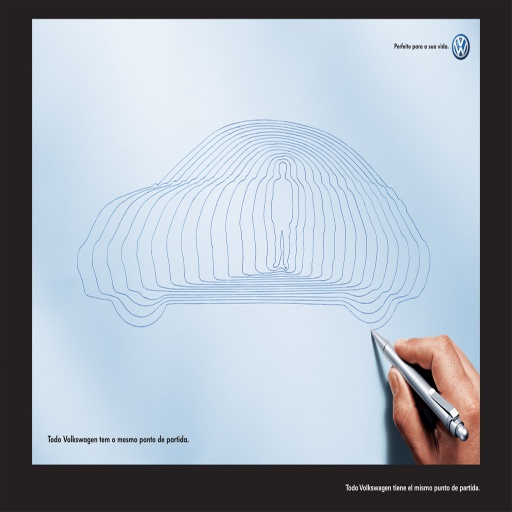 Perfeito para a sua vida.
Todo Volkswagen tem o mesmo ponto de partida.
Todo Volkswagen tiene el mismo punto de partida.